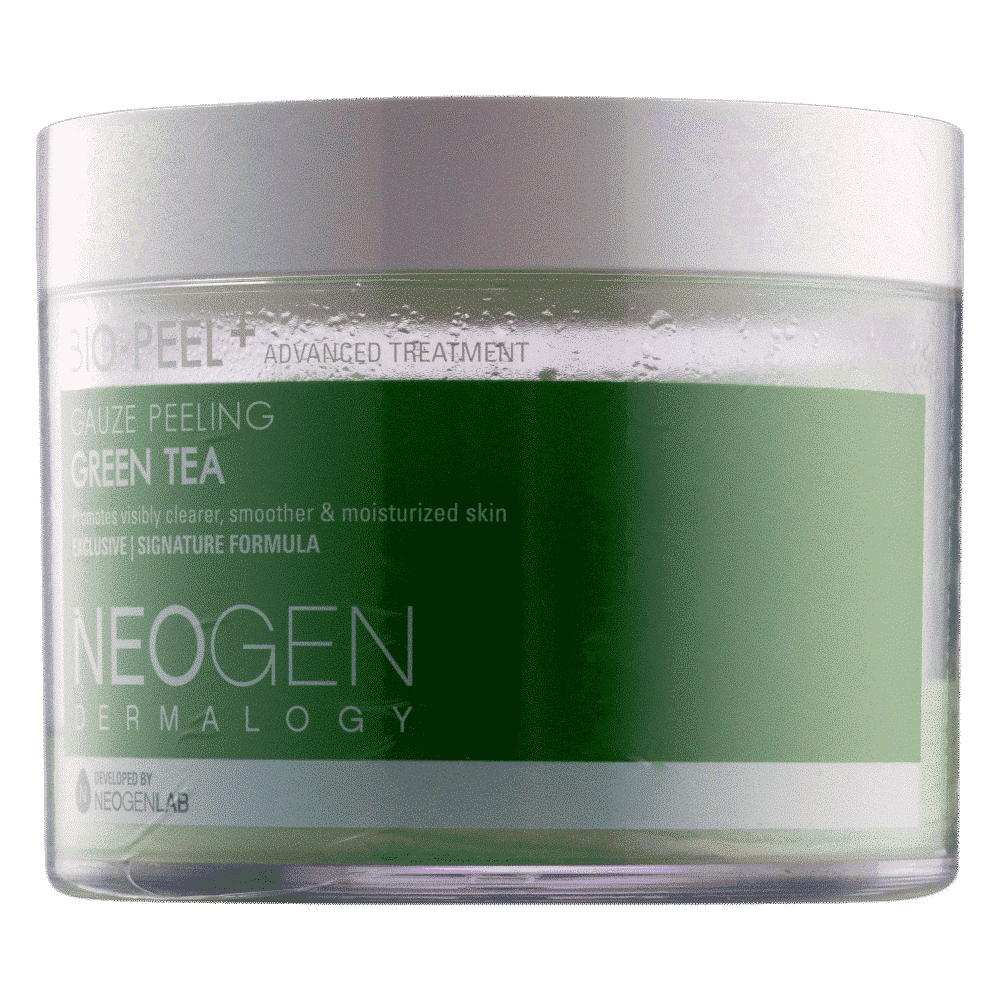 BIO-PEEL+ ADVANCED TREATMENT
GAUZE PEELING
GREEN TEA
Promotes visibly clearer, smoother & moisturized skin
EXCLUSIVE | SIGNATURE FORMULA
NEOGEN
DERMALOGY
DEVELOPED BY
NEOGENLAB